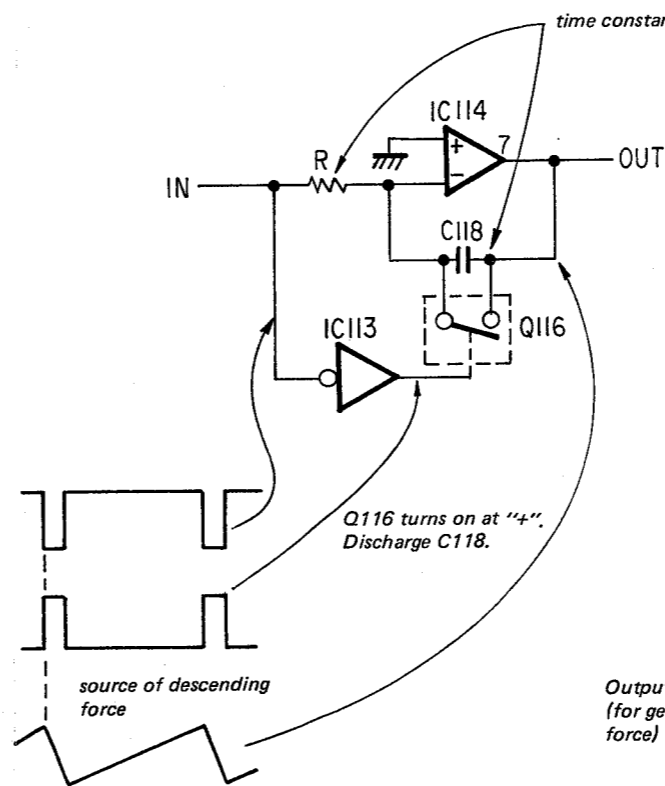 time constan
IC114
+
7
R
−
OUT
IN
C118
IC113
Q116
Q116 turns on at "+".
Discharge C118.
source of descending
force
Output
(for ge
force)